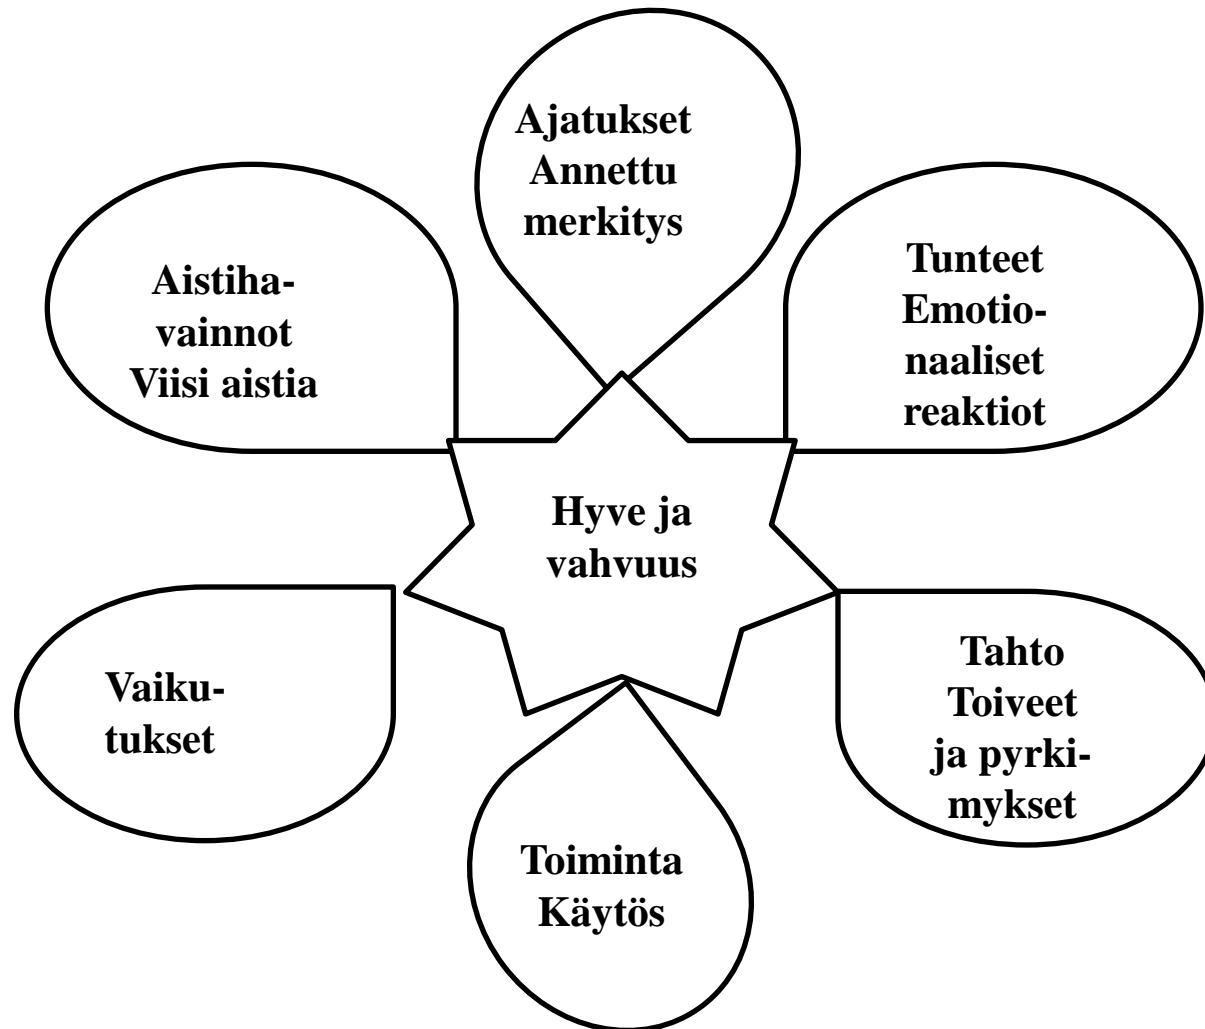 Ajatukset
Annettu
merkitys
Aistiha-
vainnot
Viisi aistia
Tunteet
Emotio-
naaliset
reaktiot
Hyve ja
vahvuus
Vaiku-
tukset
Tahto
Toiveet
ja pyrki-
mykset
Toiminta
Käytös